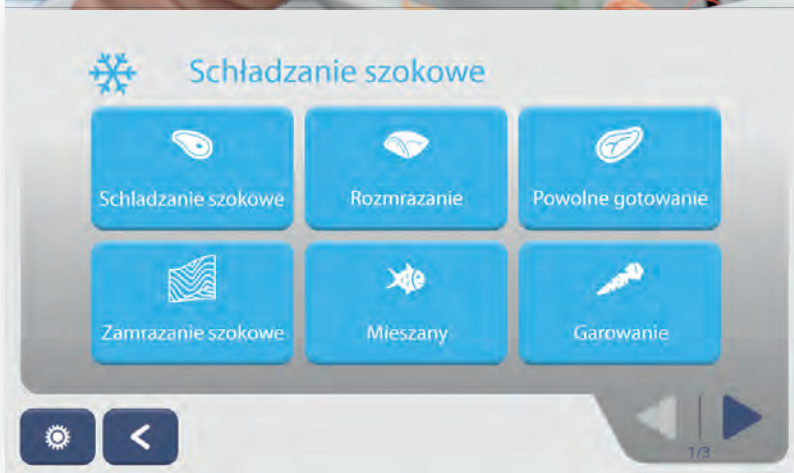 Schładzanie szokowe
Schladzanie szokowe
Rozmrazanie
Powolne gotowanie
Zamrazanie szokowe
Mieszany
Garowanie
1/3